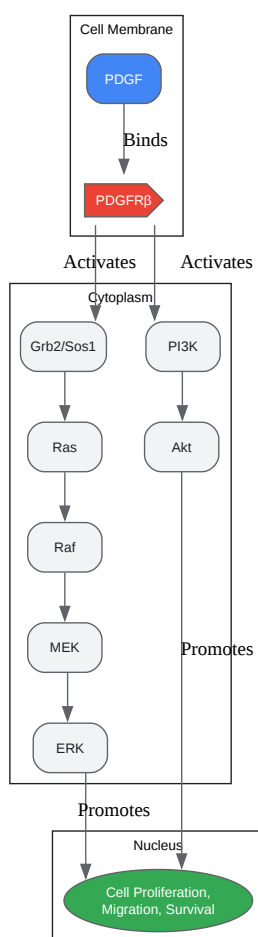 Cell Membrane
PDGF
Binds
PDGFRβ
Activates
Activates
Cytoplasm
Grb2/Sos1
PI3K
Ras
Akt
Raf
MEK
Promotes
ERK
Promotes
Nucleus
Cell Proliferation,
Migration, Survival